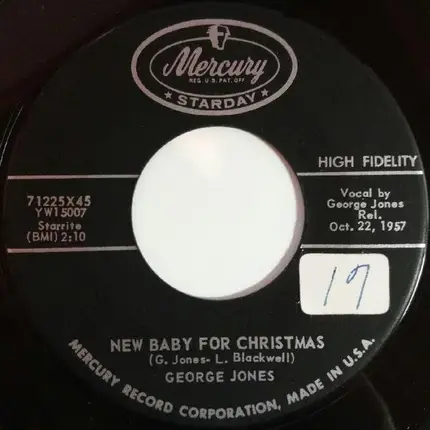 Mercury
REG. U.S. PAT. OFF
★ STARDAY ★
HIGH FIDELITY
71225X45
YW15007
Starrite
(BMI) 2:10
Vocal by
George Jones
Rel.
Oct. 22, 1957
17
NEW BABY FOR CHRISTMAS
(G. Jones- L. Blackwell)
GEORGE JONES
MERCURY RECORD CORPORATION, MADE IN U.S.A.